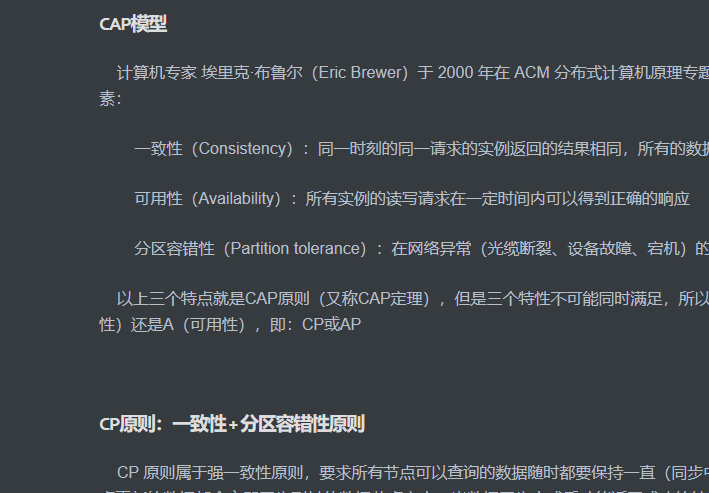 CAP模型
计算机专家 埃里克·布鲁尔（Eric Brewer）于 2000 年在 ACM 分布式计算机原理专题
素：
一致性（Consistency）：同一时刻的同一请求的实例返回的结果相同，所有的数据
可用性（Availability）：所有实例的读写请求在一定时间内可以得到正确的响应
分区容错性（Partition tolerance）：在网络异常（光缆断裂、设备故障、宕机）的
以上三个特点就是CAP原则（又称CAP定理），但是三个特性不可能同时满足，所以
性）还是A（可用性），即：CP或AP
CP原则：一致性+分区容错性原则
CP 原则属于强一致性原则，要求所有节点可以查询的数据随时都要保持一直（同步中